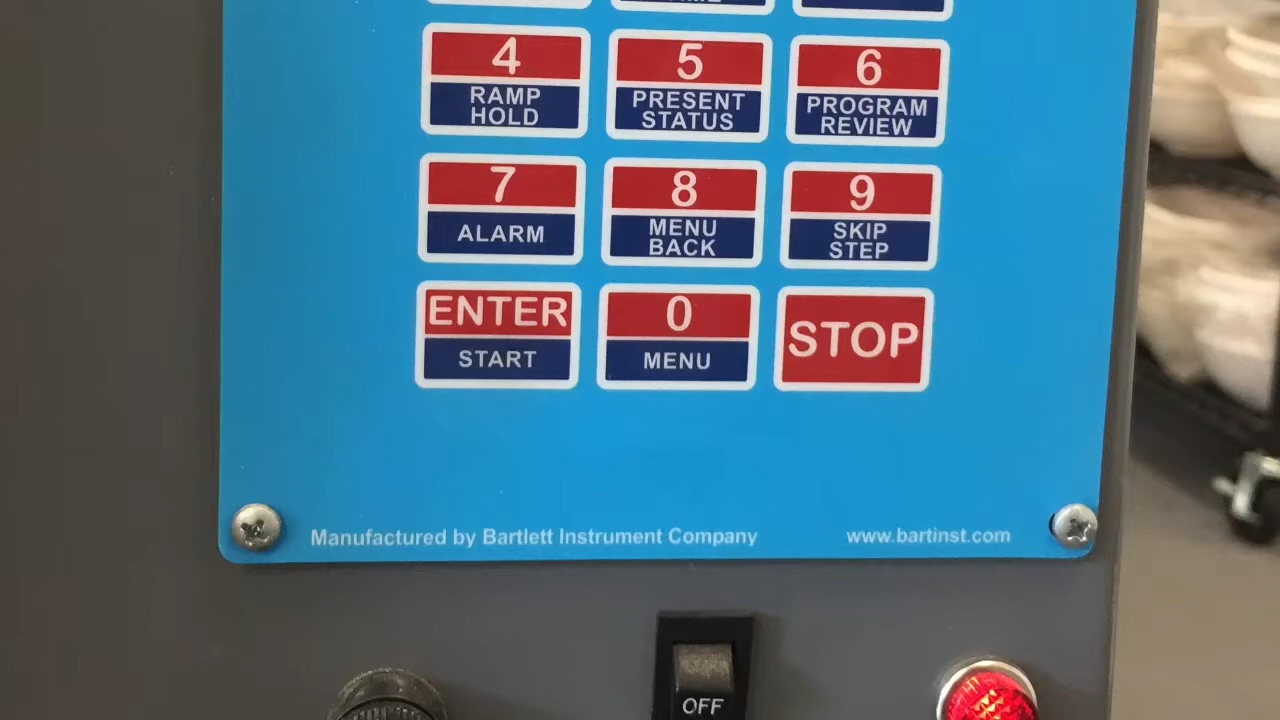 4
RAMP
HOLD
5
PRESENT
STATUS
6
PROGRAM
REVIEW
7
ALARM
8
MENU
BACK
9
SKIP
STEP
ENTER
START
0
MENU
STOP
Manufactured by Bartlett Instrument Company
www.bartinst.com
OFF